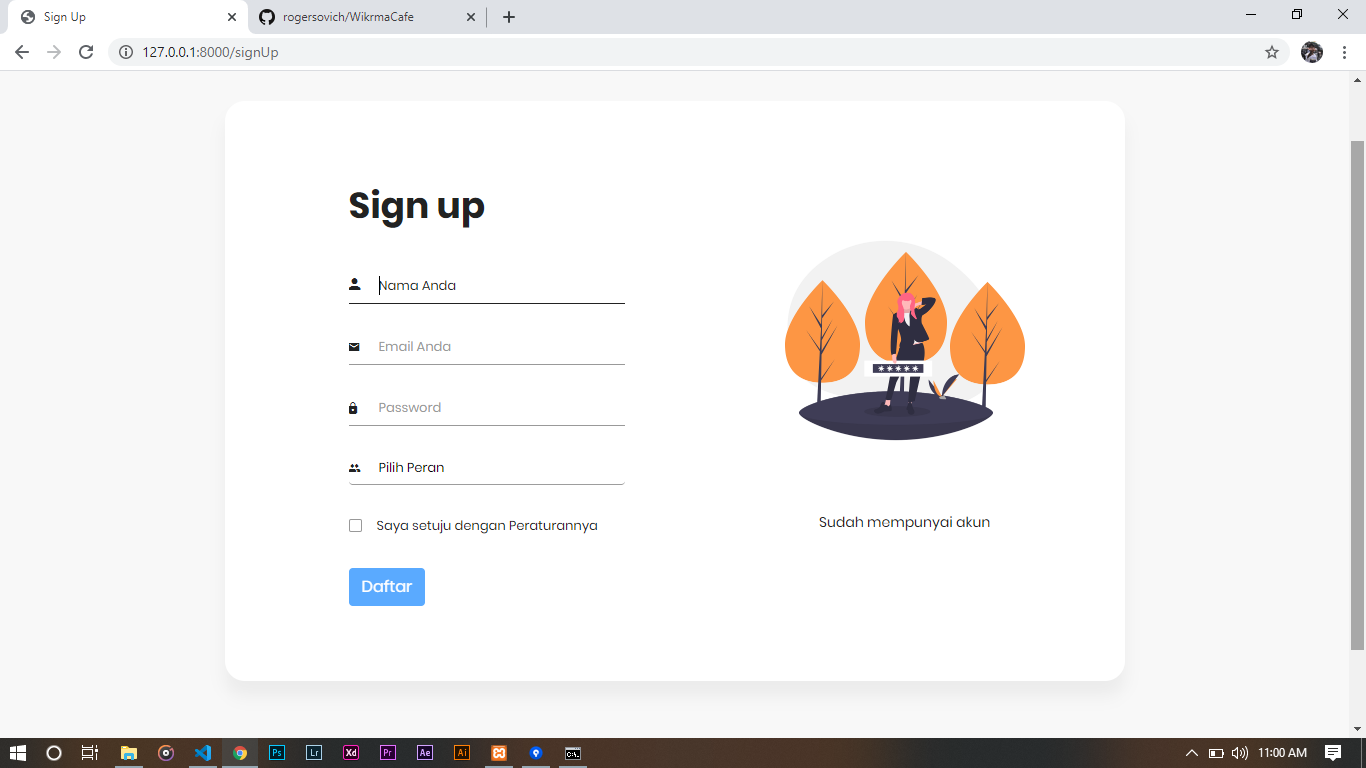 Sign Up
rogersovich/WikrmaCafe
127.0.0.1:8000/signUp
Sign up
Nama Anda
Email Anda
Password
Pilih Peran
Saya setuju dengan Peraturannya
Daftar
*****
Sudah mempunyai akun
Ps
Lr
Xd
Pr
Ae
Ai
C:\.
11:00 AM